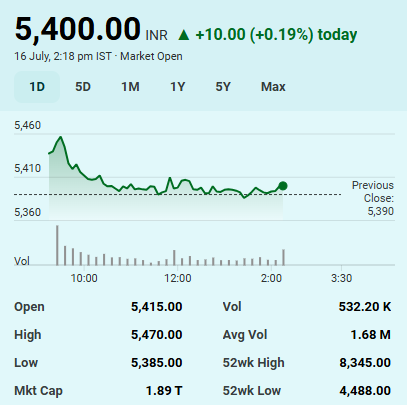 5,400.00 INR ▲ +10.00 (+0.19%) today
16 July, 2:18 pm IST · Market Open
1D 5D 1M 1Y 5Y Max
5,460
5,410
5,360
Previous
Close:
5,390
Vol
10:00 12:00 2:00 3:30
Open 5,415.00 Vol 532.20 K
High 5,470.00 Avg Vol 1.68 M
Low 5,385.00 52wk High 8,345.00
Mkt Cap 1.89 T 52wk Low 4,488.00